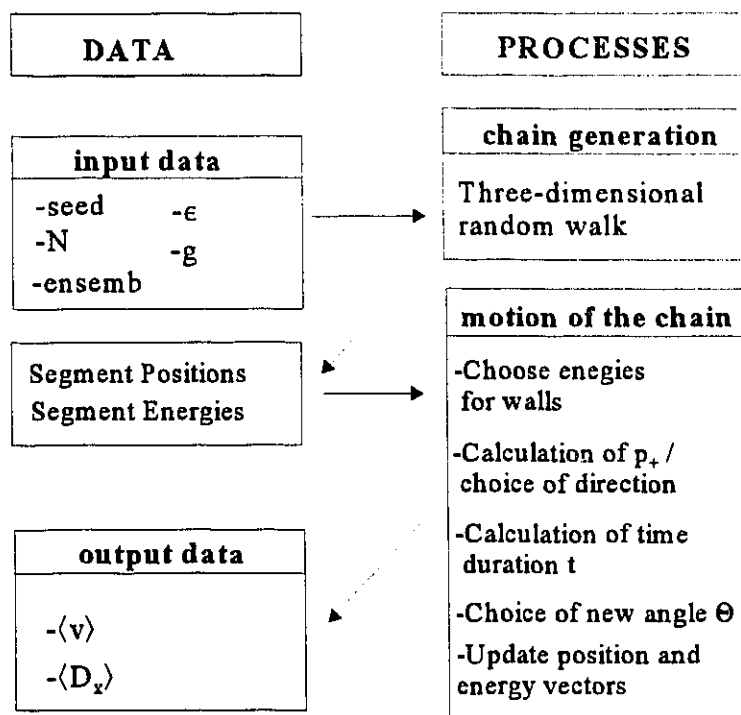 DATA
input data
-seed -ϵ
-N -g
-ensemb
Segment Positions
Segment Energies
output data
-⟨v⟩
-⟨Dₓ⟩
PROCESSES
chain generation
Three-dimensional
random walk
motion of the chain
-Choose enegies
for walls
-Calculation of p₊ /
choice of direction
-Calculation of time
duration t
-Choice of new angle Θ
-Update position and
energy vectors